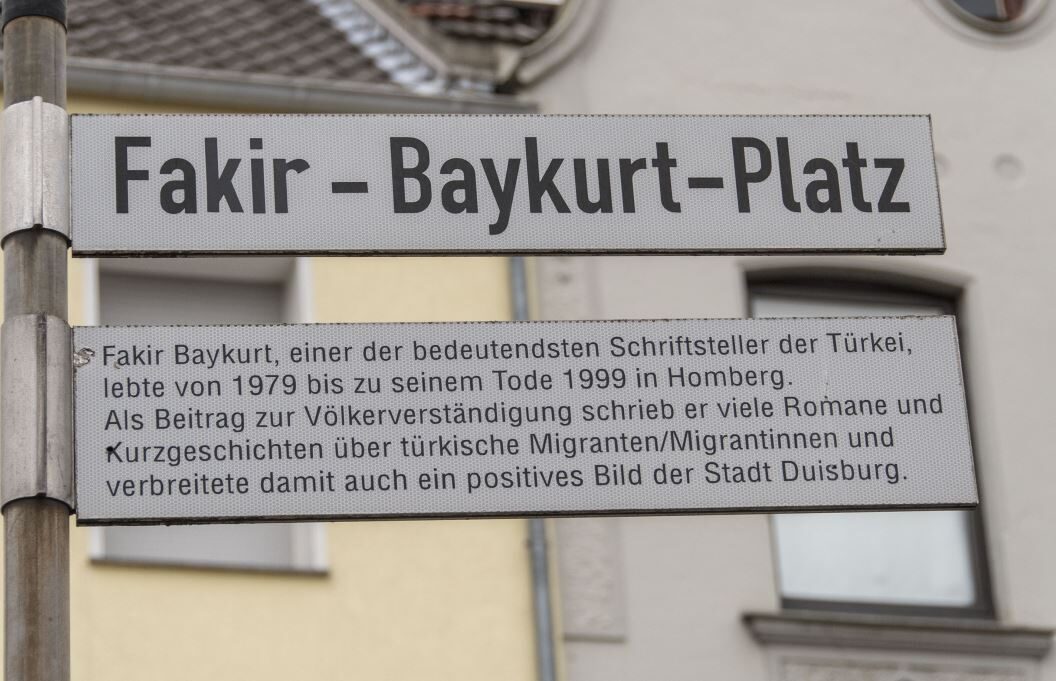 Fakir - Baykurt-Platz
Fakir Baykurt, einer der bedeutendsten Schriftsteller der Türkei,
lebte von 1979 bis zu seinem Tode 1999 in Homberg.
Als Beitrag zur Völkerverständigung schrieb er viele Romane und
Kurzgeschichten über türkische Migranten/Migrantinnen und
verbreitete damit auch ein positives Bild der Stadt Duisburg.